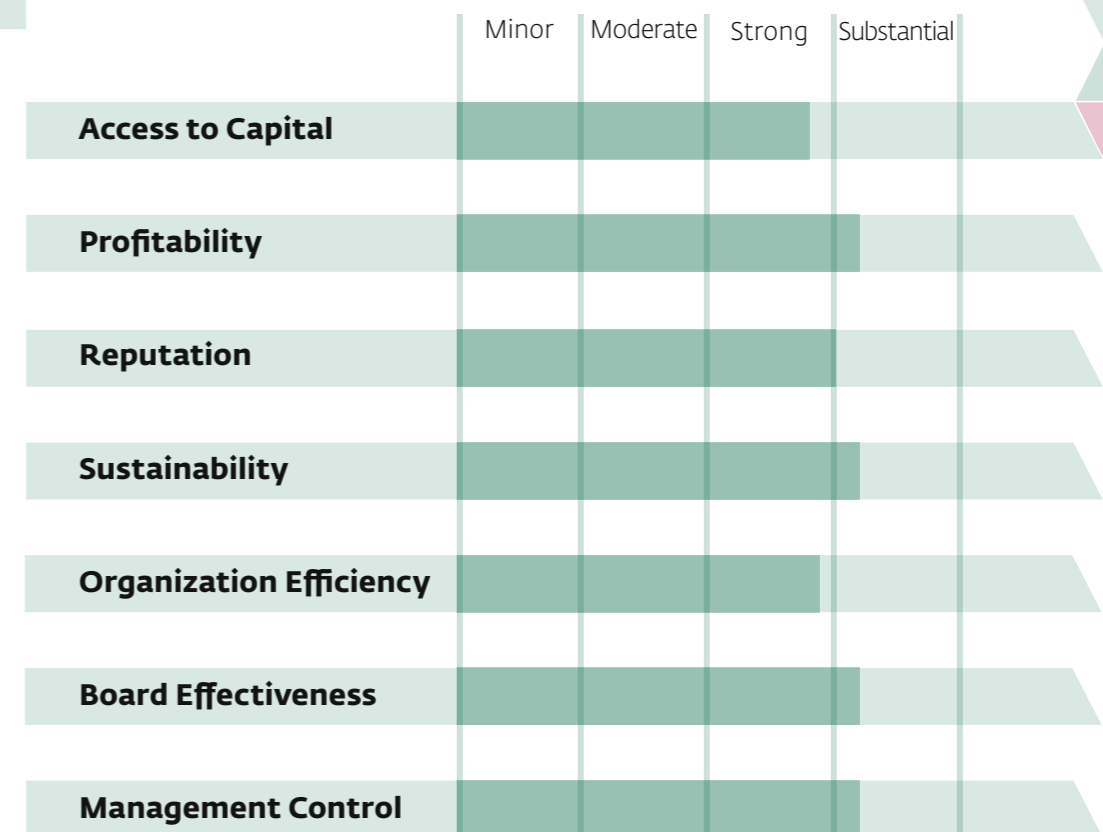 Minor Moderate Strong Substantial
Access to Capital
Profitability
Reputation
Sustainability
Organization Efficiency
Board Effectiveness
Management Control